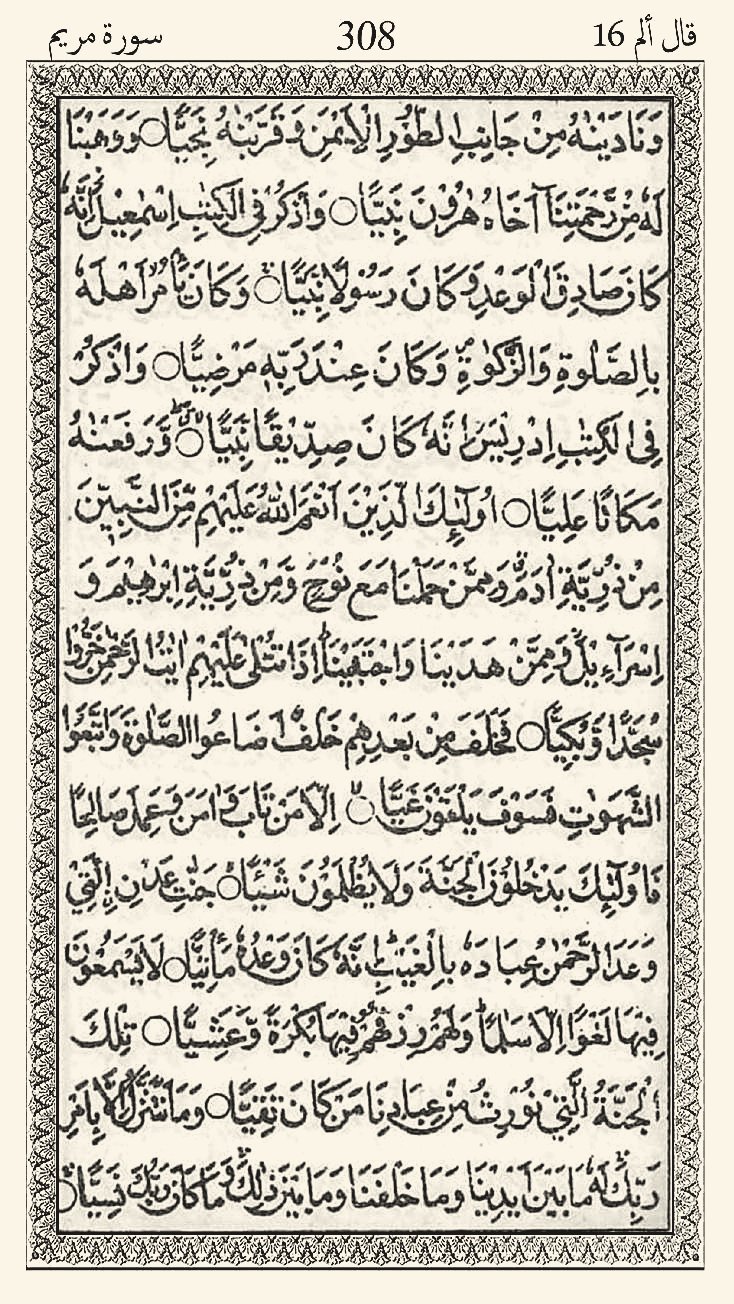 قال ألم 16 308 سورة مريم
وَنَادَيْنٰهُ مِنْ جَانِبِ الطُّوْرِ الْاَيْمَنِ وَقَرَّبْنٰهُ نَجِيًّا○ وَوَهَبْنَا
لَهٗ مِنْ رَّحْمَتِنَآ اَخَاهُ هٰرُوْنَ نَبِيًّا○ وَاذْكُرْ فِى الْكِتٰبِ اِسْمٰعِيْلَ اِنَّهٗ
كَانَ صَادِقَ الْوَعْدِ وَكَانَ رَسُوْلًا نَّبِيًّا○ وَكَانَ يَاْمُرُ اَهْلَهٗ
بِالصَّلٰوةِ وَالزَّكٰوةِ وَكَانَ عِنْدَ رَبِّهٖ مَرْضِيًّا○ وَاذْكُرْ
فِى الْكِتٰبِ اِدْرِيْسَ اِنَّهٗ كَانَ صِدِّيْقًا نَّبِيًّا○ وَّرَفَعْنٰهُ
مَكَانًا عَلِيًّا○ اُولٰٓئِكَ الَّذِيْنَ اَنْعَمَ اللّٰهُ عَلَيْهِمْ مِّنَ النَّبِيّٖنَ
مِنْ ذُرِّيَّةِ اٰدَمَ وَمِمَّنْ حَمَلْنَا مَعَ نُوْحٍ وَّمِنْ ذُرِّيَّةِ اِبْرٰهِيْمَ وَ
اِسْرَآءِيْلَ وَمِمَّنْ هَدَيْنَا وَاجْتَبَيْنَا اِذَا تُتْلٰى عَلَيْهِمْ اٰيٰتُ الرَّحْمٰنِ خَرُّوْا
سُجَّدًا وَّبُكِيًّا○ فَخَلَفَ مِنْ بَعْدِهِمْ خَلْفٌ اَضَاعُوا الصَّلٰوةَ وَاتَّبَعُوا
الشَّهَوٰتِ فَسَوْفَ يَلْقَوْنَ غَيًّا○ اِلَّا مَنْ تَابَ وَاٰمَنَ وَعَمِلَ صَالِحًا
فَاُولٰٓئِكَ يَدْخُلُوْنَ الْجَنَّةَ وَلَا يُظْلَمُوْنَ شَيْئًا○ جَنّٰتِ عَدْنِ اِلَّتِيْ
وَعَدَ الرَّحْمٰنُ عِبَادَهٗ بِالْغَيْبِ اِنَّهٗ كَانَ وَعْدُهٗ مَاْتِيًّا○ لَا يَسْمَعُوْنَ
فِيْهَا لَغْوًا اِلَّا سَلٰمًا وَلَهُمْ رِزْقُهُمْ فِيْهَا بُكْرَةً وَّعَشِيًّا○ تِلْكَ
الْجَنَّةُ الَّتِيْ نُوْرِثُ مِنْ عِبَادِنَا مَنْ كَانَ تَقِيًّا○ وَمَا نَتَنَزَّلُ اِلَّا بِاَمْرِ
رَبِّكَ لَهٗ مَا بَيْنَ اَيْدِيْنَا وَمَا خَلْفَنَا وَمَا بَيْنَ ذٰلِكَ وَمَا كَانَ رَبُّكَ نَسِيًّا○